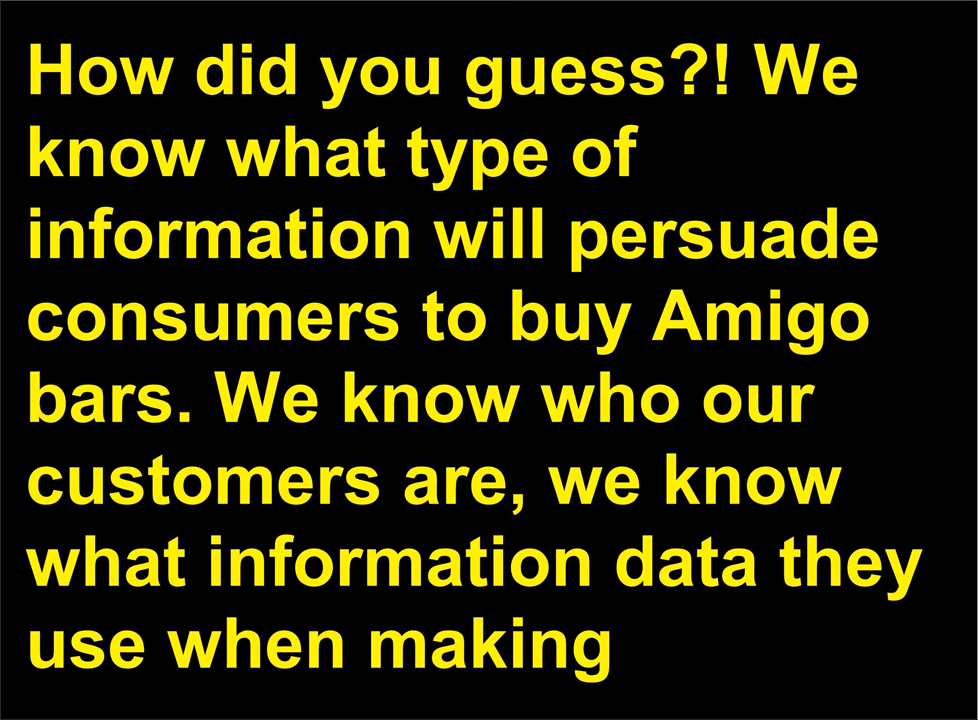 How did you guess?! We
know what type of
information will persuade
consumers to buy Amigo
bars. We know who our
customers are, we know
what information data they
use when making